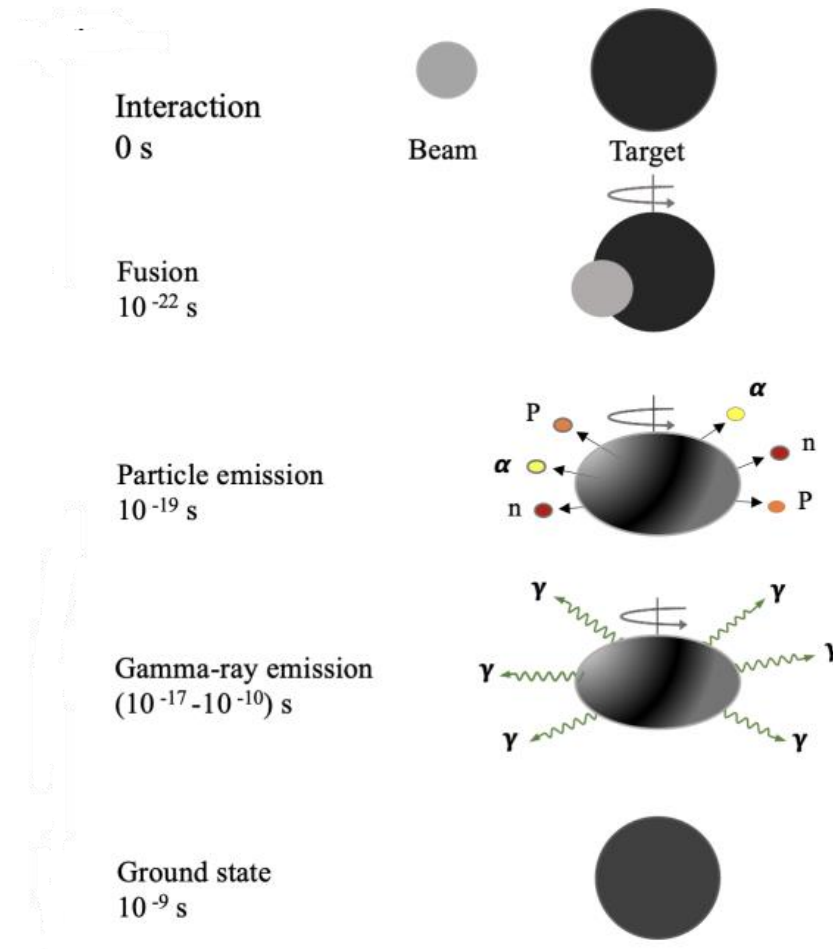 Interaction
0 s
Beam
Target
Fusion
10 -22 s
P
α
α
n
n
P
Particle emission
10 -19 s
γ
γ
γ
γ
γ
γ
Gamma-ray emission
(10 -17 -10 -10) s
Ground state
10 -9 s